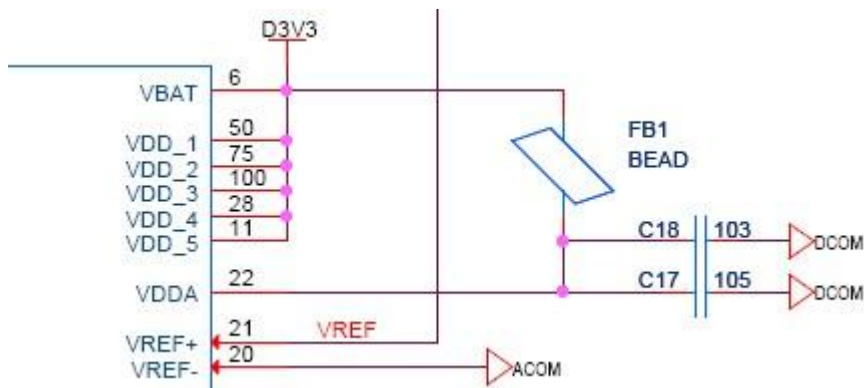 D3V3
VBAT 6
VDD_1 50
VDD_2 75
VDD_3 100
VDD_4 28
VDD_5 11
FB1
BEAD
C18 103 DCOM
VDDA 22 C17 105 DCOM
VREF+ 21 VREF
VREF- 20 ACOM